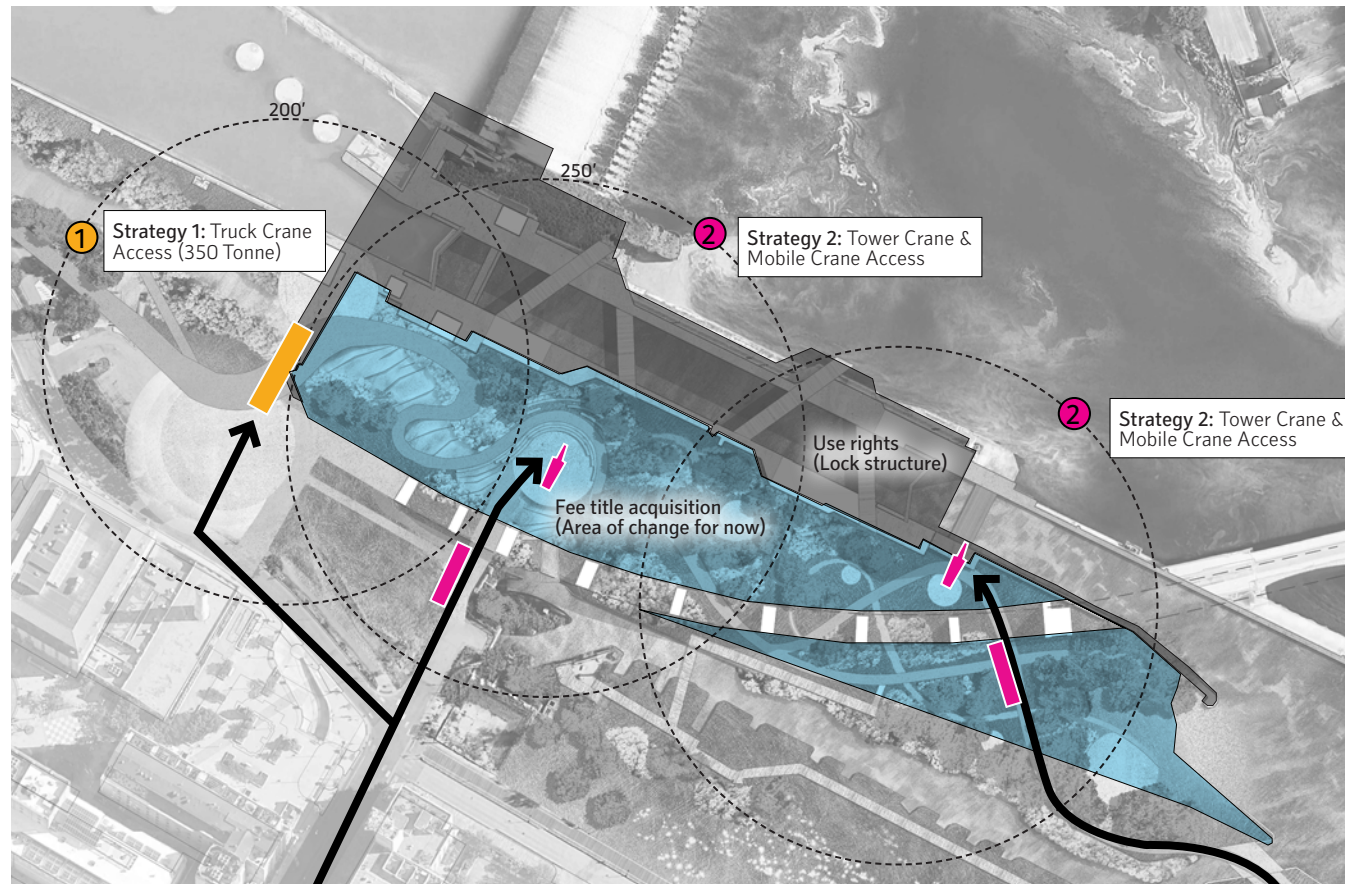 200’
250’
1
Strategy 1: Truck Crane
Access (350 Tonne)
2
Strategy 2: Tower Crane &
Mobile Crane Access
2
Strategy 2: Tower Crane &
Mobile Crane Access
Use rights
(Lock structure)
Fee title acquisition
(Area of change for now)